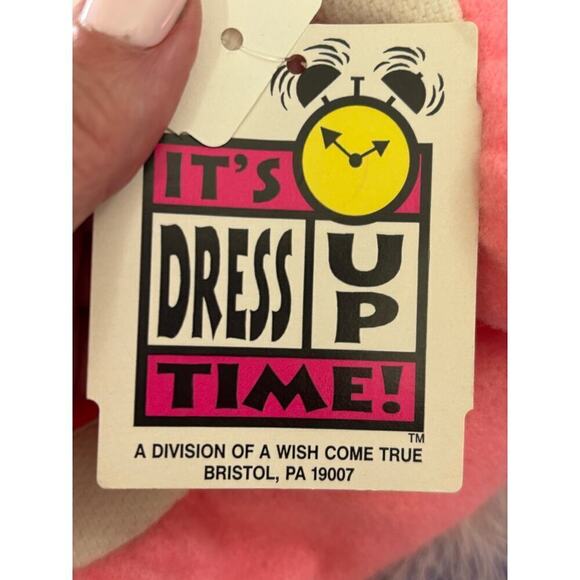 IT'S
DRESS UP
TIME!
TM
A DIVISION OF A WISH COME TRUE
BRISTOL, PA 19007